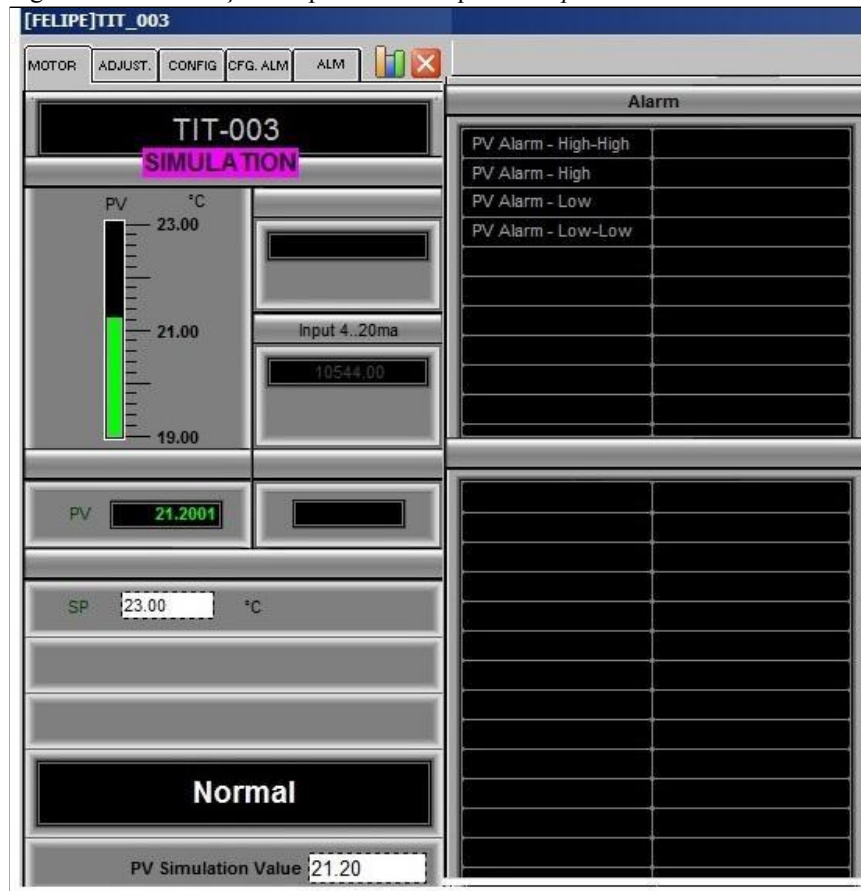 [FELIPE]TIT_003
MOTOR ADJUST. CONFIG CFG. ALM ALM
Alarm
TIT-003
SIMULATION
PV Alarm - High-High
PV Alarm - High
PV Alarm - Low
PV Alarm - Low-Low
PV °C
23.00
21.00
19.00
Input 4..20ma
10544.00
PV 21.2001
SP 23.00 °C
Normal
PV Simulation Value 21.20